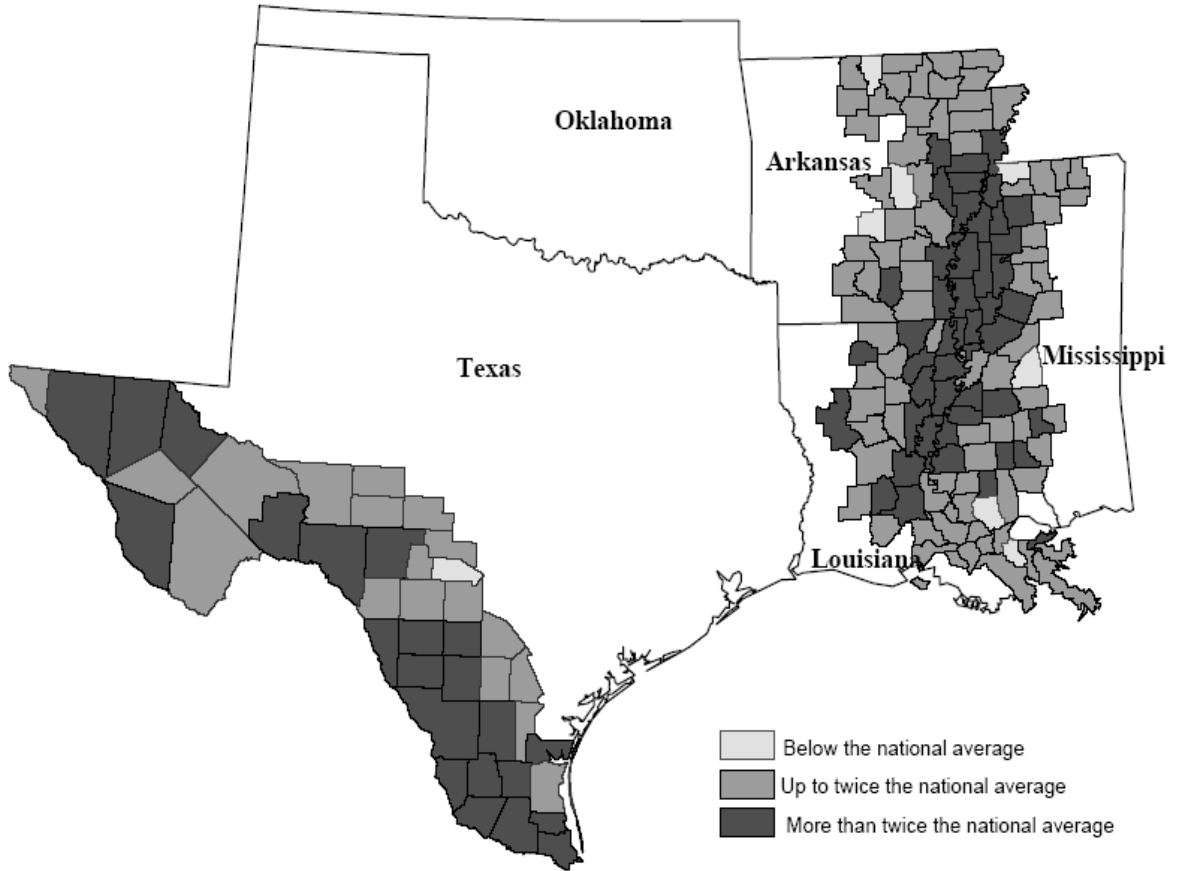 Oklahoma
Arkansas
Texas
Mississippi
Louisiana
Below the national average
Up to twice the national average
More than twice the national average